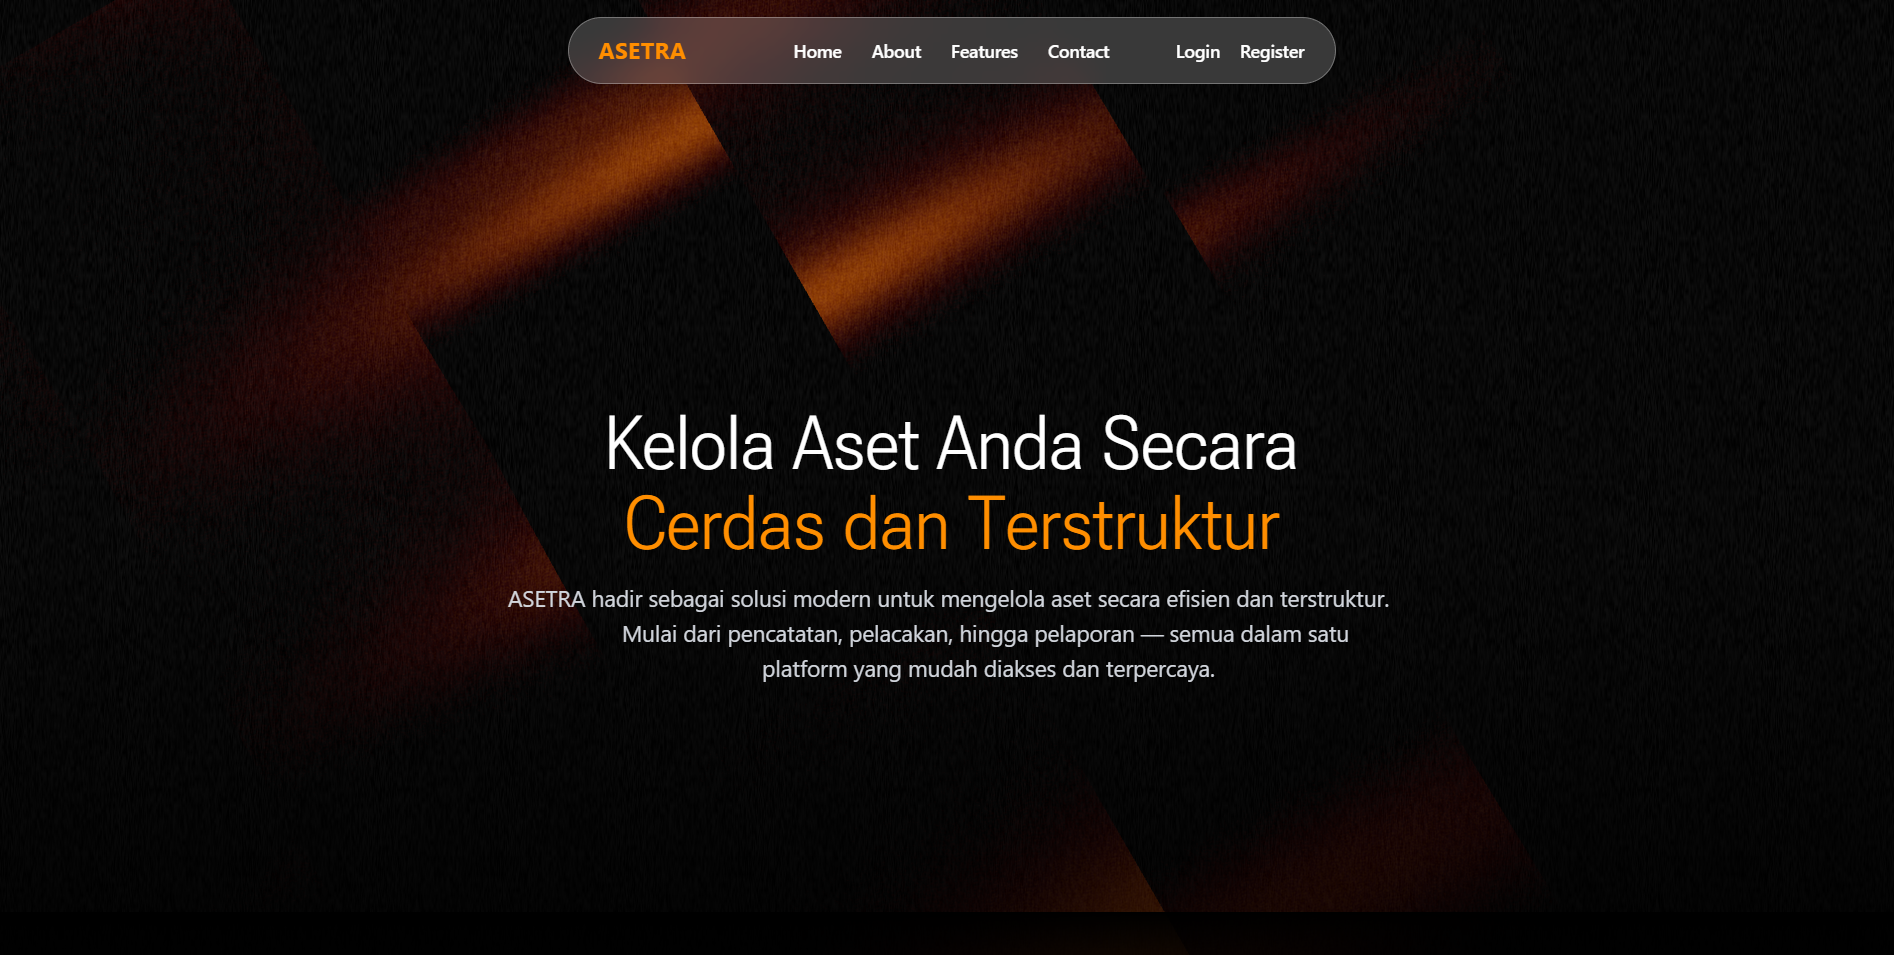 ASETRA Home About Features Contact Login Register
Kelola Aset Anda Secara
Cerdas dan Terstruktur
ASETRA hadir sebagai solusi modern untuk mengelola aset secara efisien dan terstruktur.
Mulai dari pencatatan, pelacakan, hingga pelaporan — semua dalam satu
platform yang mudah diakses dan terpercaya.